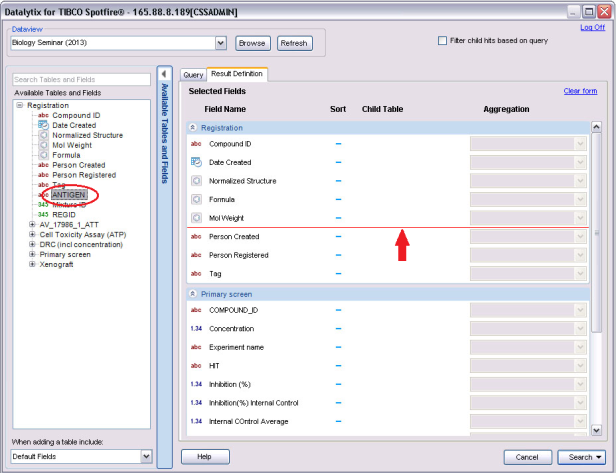 Datalytix for TIBCO Spotfire® - 165.88.8.189[CSSADMIN]
Log Off
Dataview
Biology Seminar (2013)
Browse
Refresh
Filter child hits based on query
Search Tables and Fields
Available Tables and Fields
Registration
abc Compound ID
Date Created
Normalized Structure
Mol Weight
Formula
abc Person Created
abc Person Registered
abc Tag
abc ANTIGEN
345 Mixture ID
345 REGID
AV_17986_1_ATT
Cell Toxicity Assay (ATP)
DRC (incl concentration)
Primary screen
Xenograft
When adding a table include:
Default Fields
Available Tables and Fields
Query
Result Definition
Selected Fields
Clear form
Field Name Sort Child Table Aggregation
Registration
abc Compound ID
Date Created
Normalized Structure
Formula
Mol Weight
abc Person Created
abc Person Registered
abc Tag
Primary screen
abc COMPOUND_ID
1.34 Concentration
abc Experiment name
abc HIT
1.34 Inhibition (%)
1.34 Inhibition(%) Internal Control
1.34 Internal COntrol Average
Help
Cancel
Search